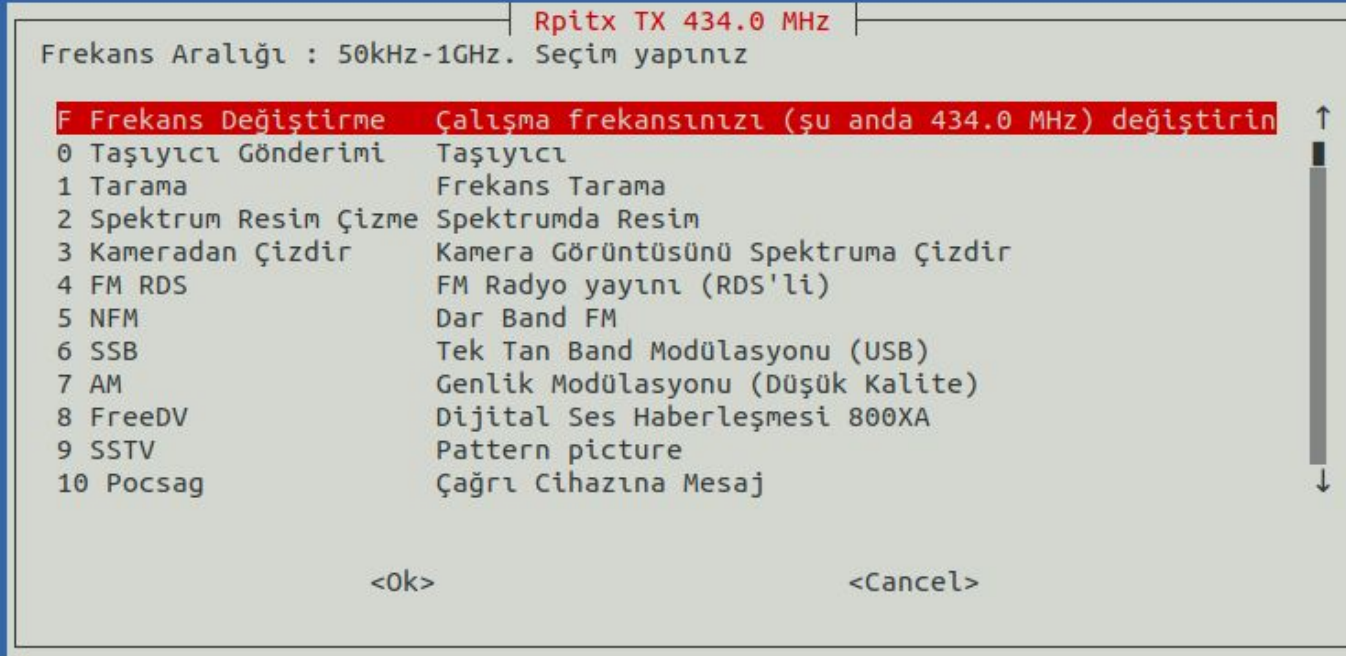 Rpitx TX 434.0 MHz
Frekans Aralığı : 50kHz-1GHz. Seçim yapınız
F Frekans Değiştirme Çalışma frekansınızı (şu anda 434.0 MHz) değiştirin ↑
0 Taşıyıcı Gönderimi Taşıyıcı
1 Tarama Frekans Tarama
2 Spektrum Resim Çizme Spektrumda Resim
3 Kameradan Çizdir Kamera Görüntüsünü Spektruma Çizdir
4 FM RDS FM Radyo yayını (RDS'li)
5 NFM Dar Band FM
6 SSB Tek Tan Band Modülasyonu (USB)
7 AM Genlik Modülasyonu (Düşük Kalite)
8 FreeDV Dijital Ses Haberleşmesi 800XA
9 SSTV Pattern picture
10 Pocsag Çağrı Cihazına Mesaj ↓
<Ok> <Cancel>